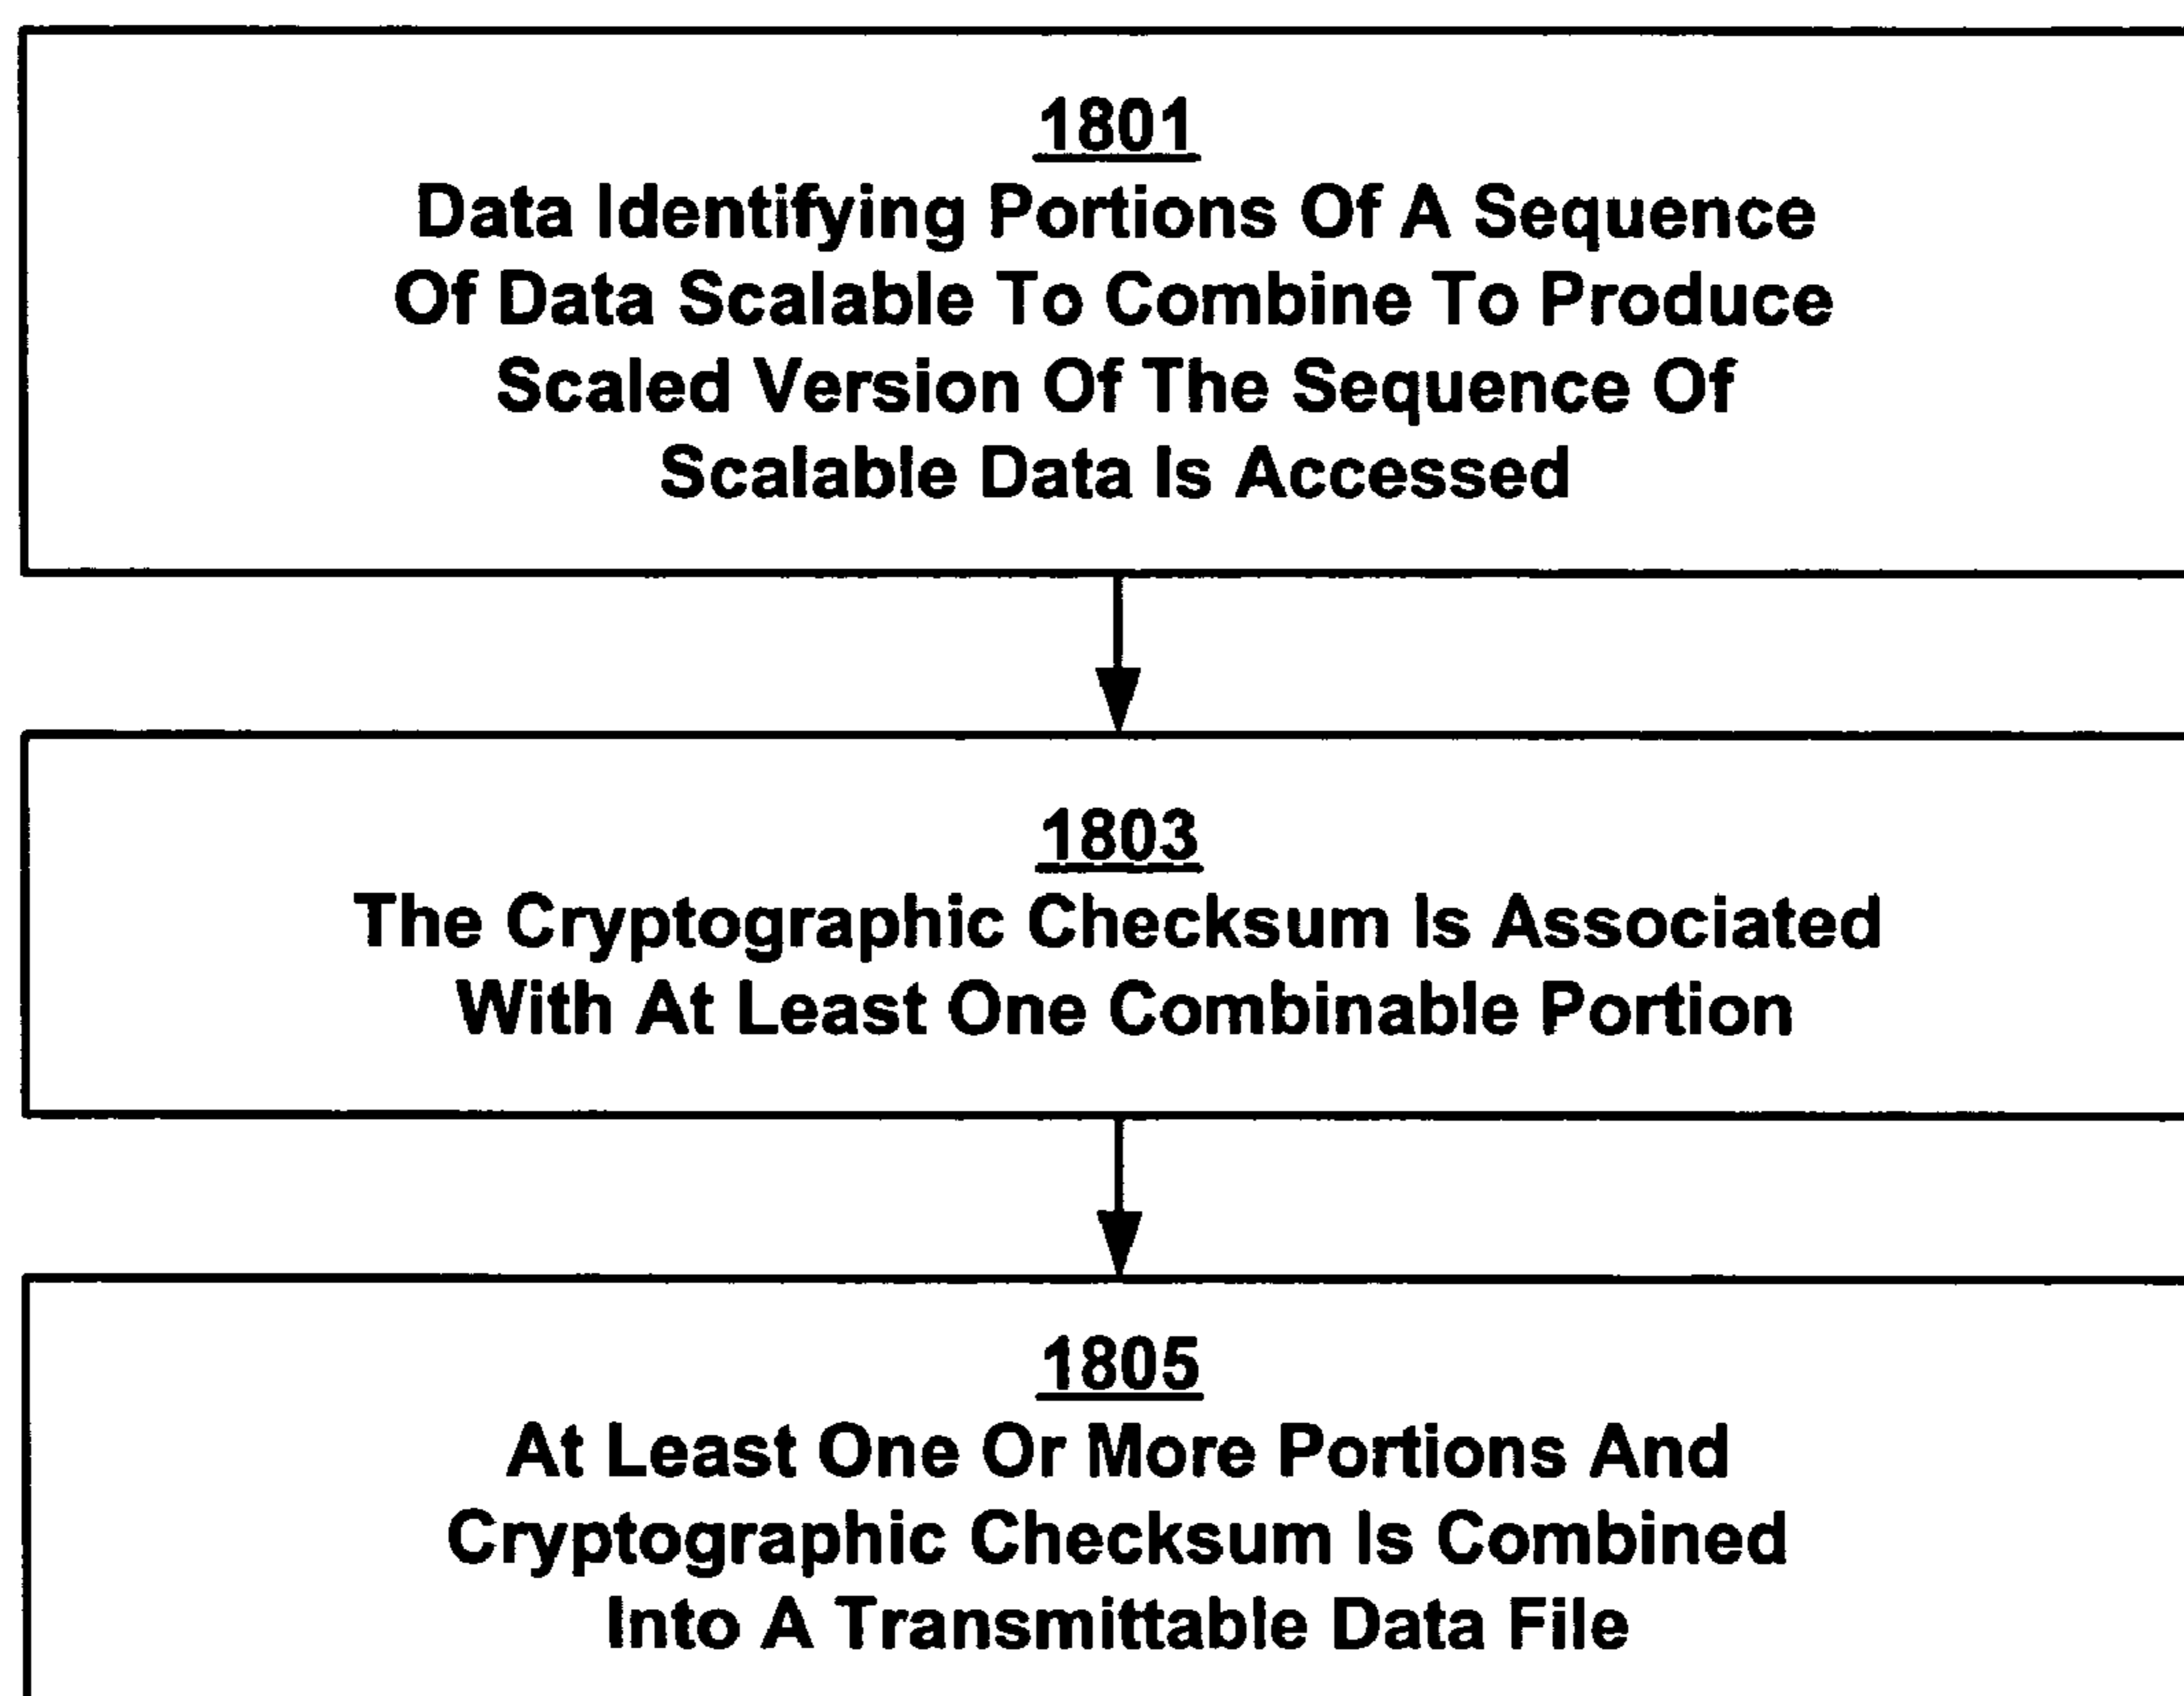 1801
Data Identifying Portions Of A Sequence
Of Data Scalable To Combine To Produce
Scaled Version Of The Sequence Of
Scalable Data Is Accessed
1803
The Cryptographic Checksum Is Associated
With At Least One Combinable Portion
1805
At Least One Or More Portions And
Cryptographic Checksum Is Combined
Into A Transmittable Data File